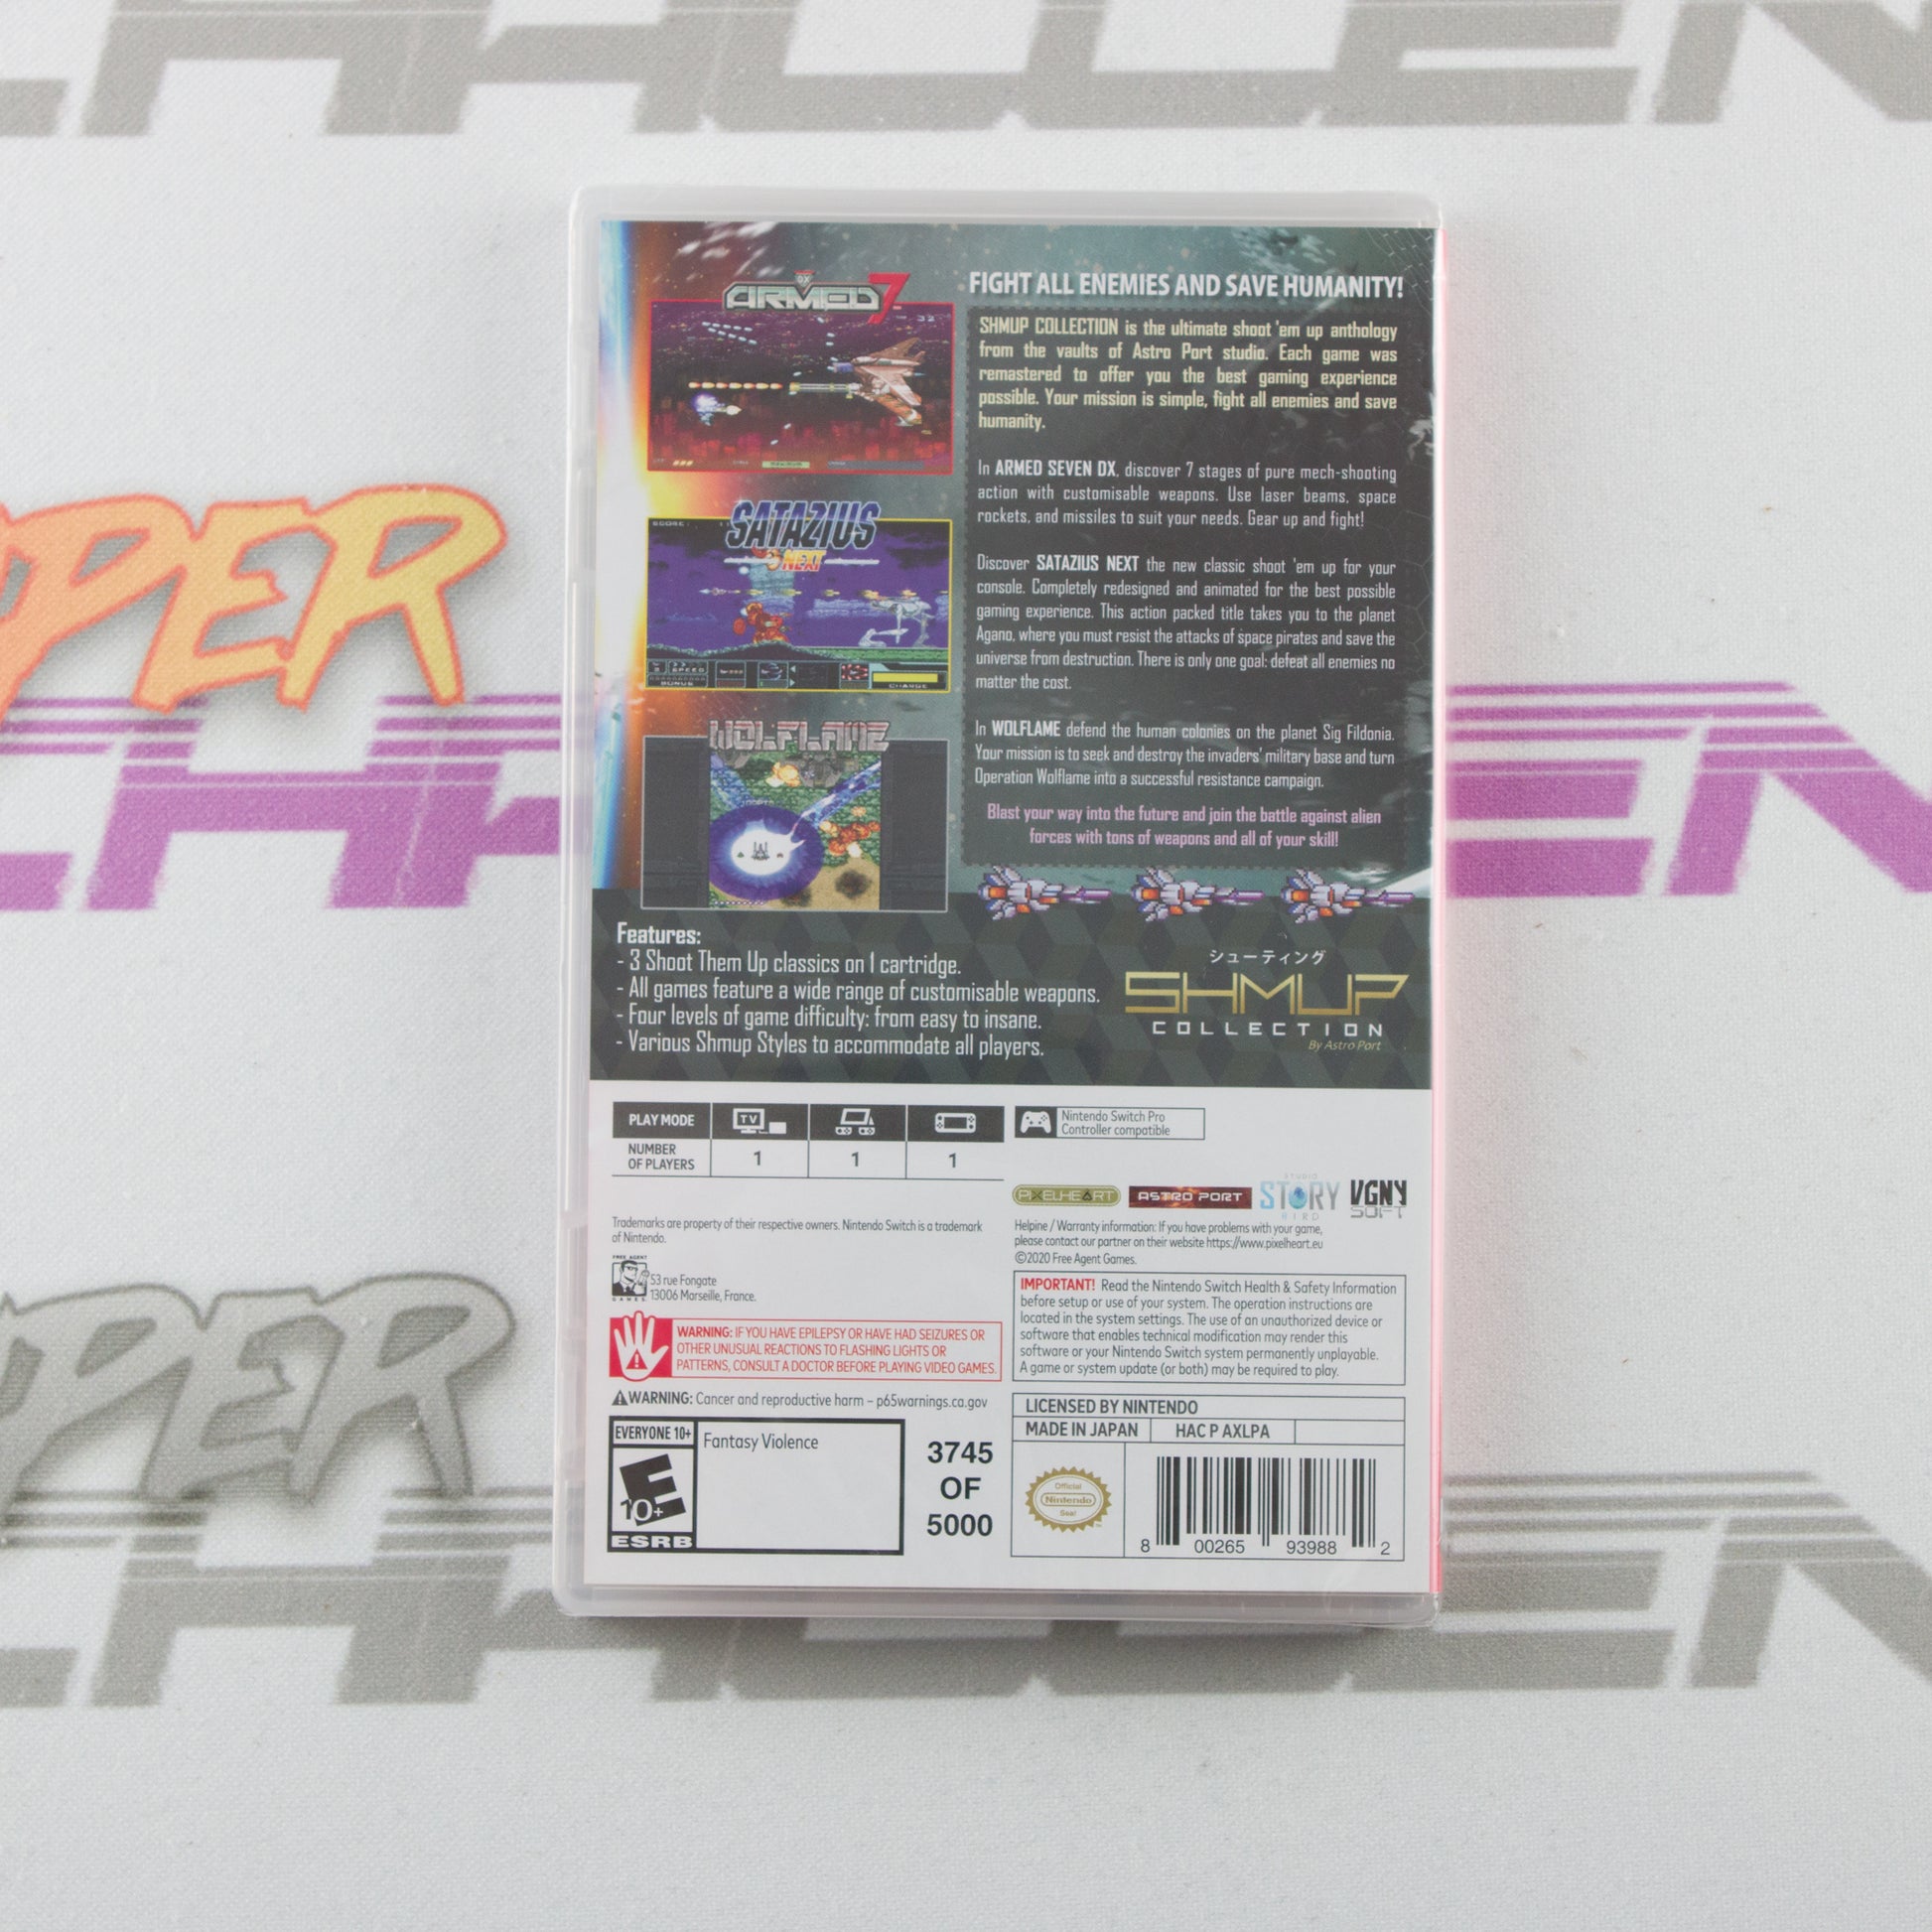 FIGHT ALL ENEMIES AND SAVE HUMANITY!
SHMUP COLLECTION is the ultimate shoot 'em up anthology
from the vaults of Astro Port studio. Each game was
remastered to offer you the best gaming experience
possible. Your mission is simple, fight all enemies and save
humanity.
In ARMED SEVEN DX, discover 7 stages of pure mech-shooting
action with customisable weapons. Use laser beams, space
rockets, and missiles to suit your needs. Gear up and fight!
Discover SATAZIUS NEXT the new classic shoot 'em up for your
console. Completely redesigned and animated for the best possible
gaming experience. This action packed title takes you to the planet
Agano, where you must resist the attacks of space pirates and save the
universe from destruction. There is only one goal: defeat all enemies no
matter the cost.
In WOLFLAME defend the human colonies on the planet Sig Fildonia.
Your mission is to seek and destroy the invaders' military base and turn
Operation Wolflame into a successful resistance campaign.
Blast your way into the future and join the battle against alien
forces with tons of weapons and all of your skill!
DX
ARMED 7
SATAZIUS
NEXT
SCORE:
SPEED
BONUS
CHARGE
WOLFLAME
Features:
- 3 Shoot Them Up classics on 1 cartridge.
- All games feature a wide range of customisable weapons.
- Four levels of game difficulty: from easy to insane.
- Various Shmup Styles to accommodate all players.
シューティング
SHMUP
COLLECTION
By Astro Port
PLAY MODE
TV
NUMBER
OF PLAYERS
1
1
1
Nintendo Switch Pro
Controller compatible
PIXELHEART
ASTRO PORT
STUDIO
STORY
BIRD
VGNY
SOFT
Trademarks are property of their respective owners. Nintendo Switch is a trademark
of Nintendo.
Helpine / Warranty information: If you have problems with your game,
please contact our partner on their website https://www.pixelheart.eu
©2020 Free Agent Games.
FREE AGENT
GAMES
53 rue Fongate
13006 Marseille, France.
WARNING: IF YOU HAVE EPILEPSY OR HAVE HAD SEIZURES OR
OTHER UNUSUAL REACTIONS TO FLASHING LIGHTS OR
PATTERNS, CONSULT A DOCTOR BEFORE PLAYING VIDEO GAMES.
WARNING: Cancer and reproductive harm – p65warnings.ca.gov
IMPORTANT! Read the Nintendo Switch Health & Safety Information
before setup or use of your system. The operation instructions are
located in the system settings. The use of an unauthorized device or
software that enables technical modification may render this
software or your Nintendo Switch system permanently unplayable.
A game or system update (or both) may be required to play.
EVERYONE 10+
E
10+
ESRB
Fantasy Violence
3745
OF
5000
LICENSED BY NINTENDO
MADE IN JAPAN
HAC P AXLPA
Official
Nintendo
Seal
8 00265 93988 2